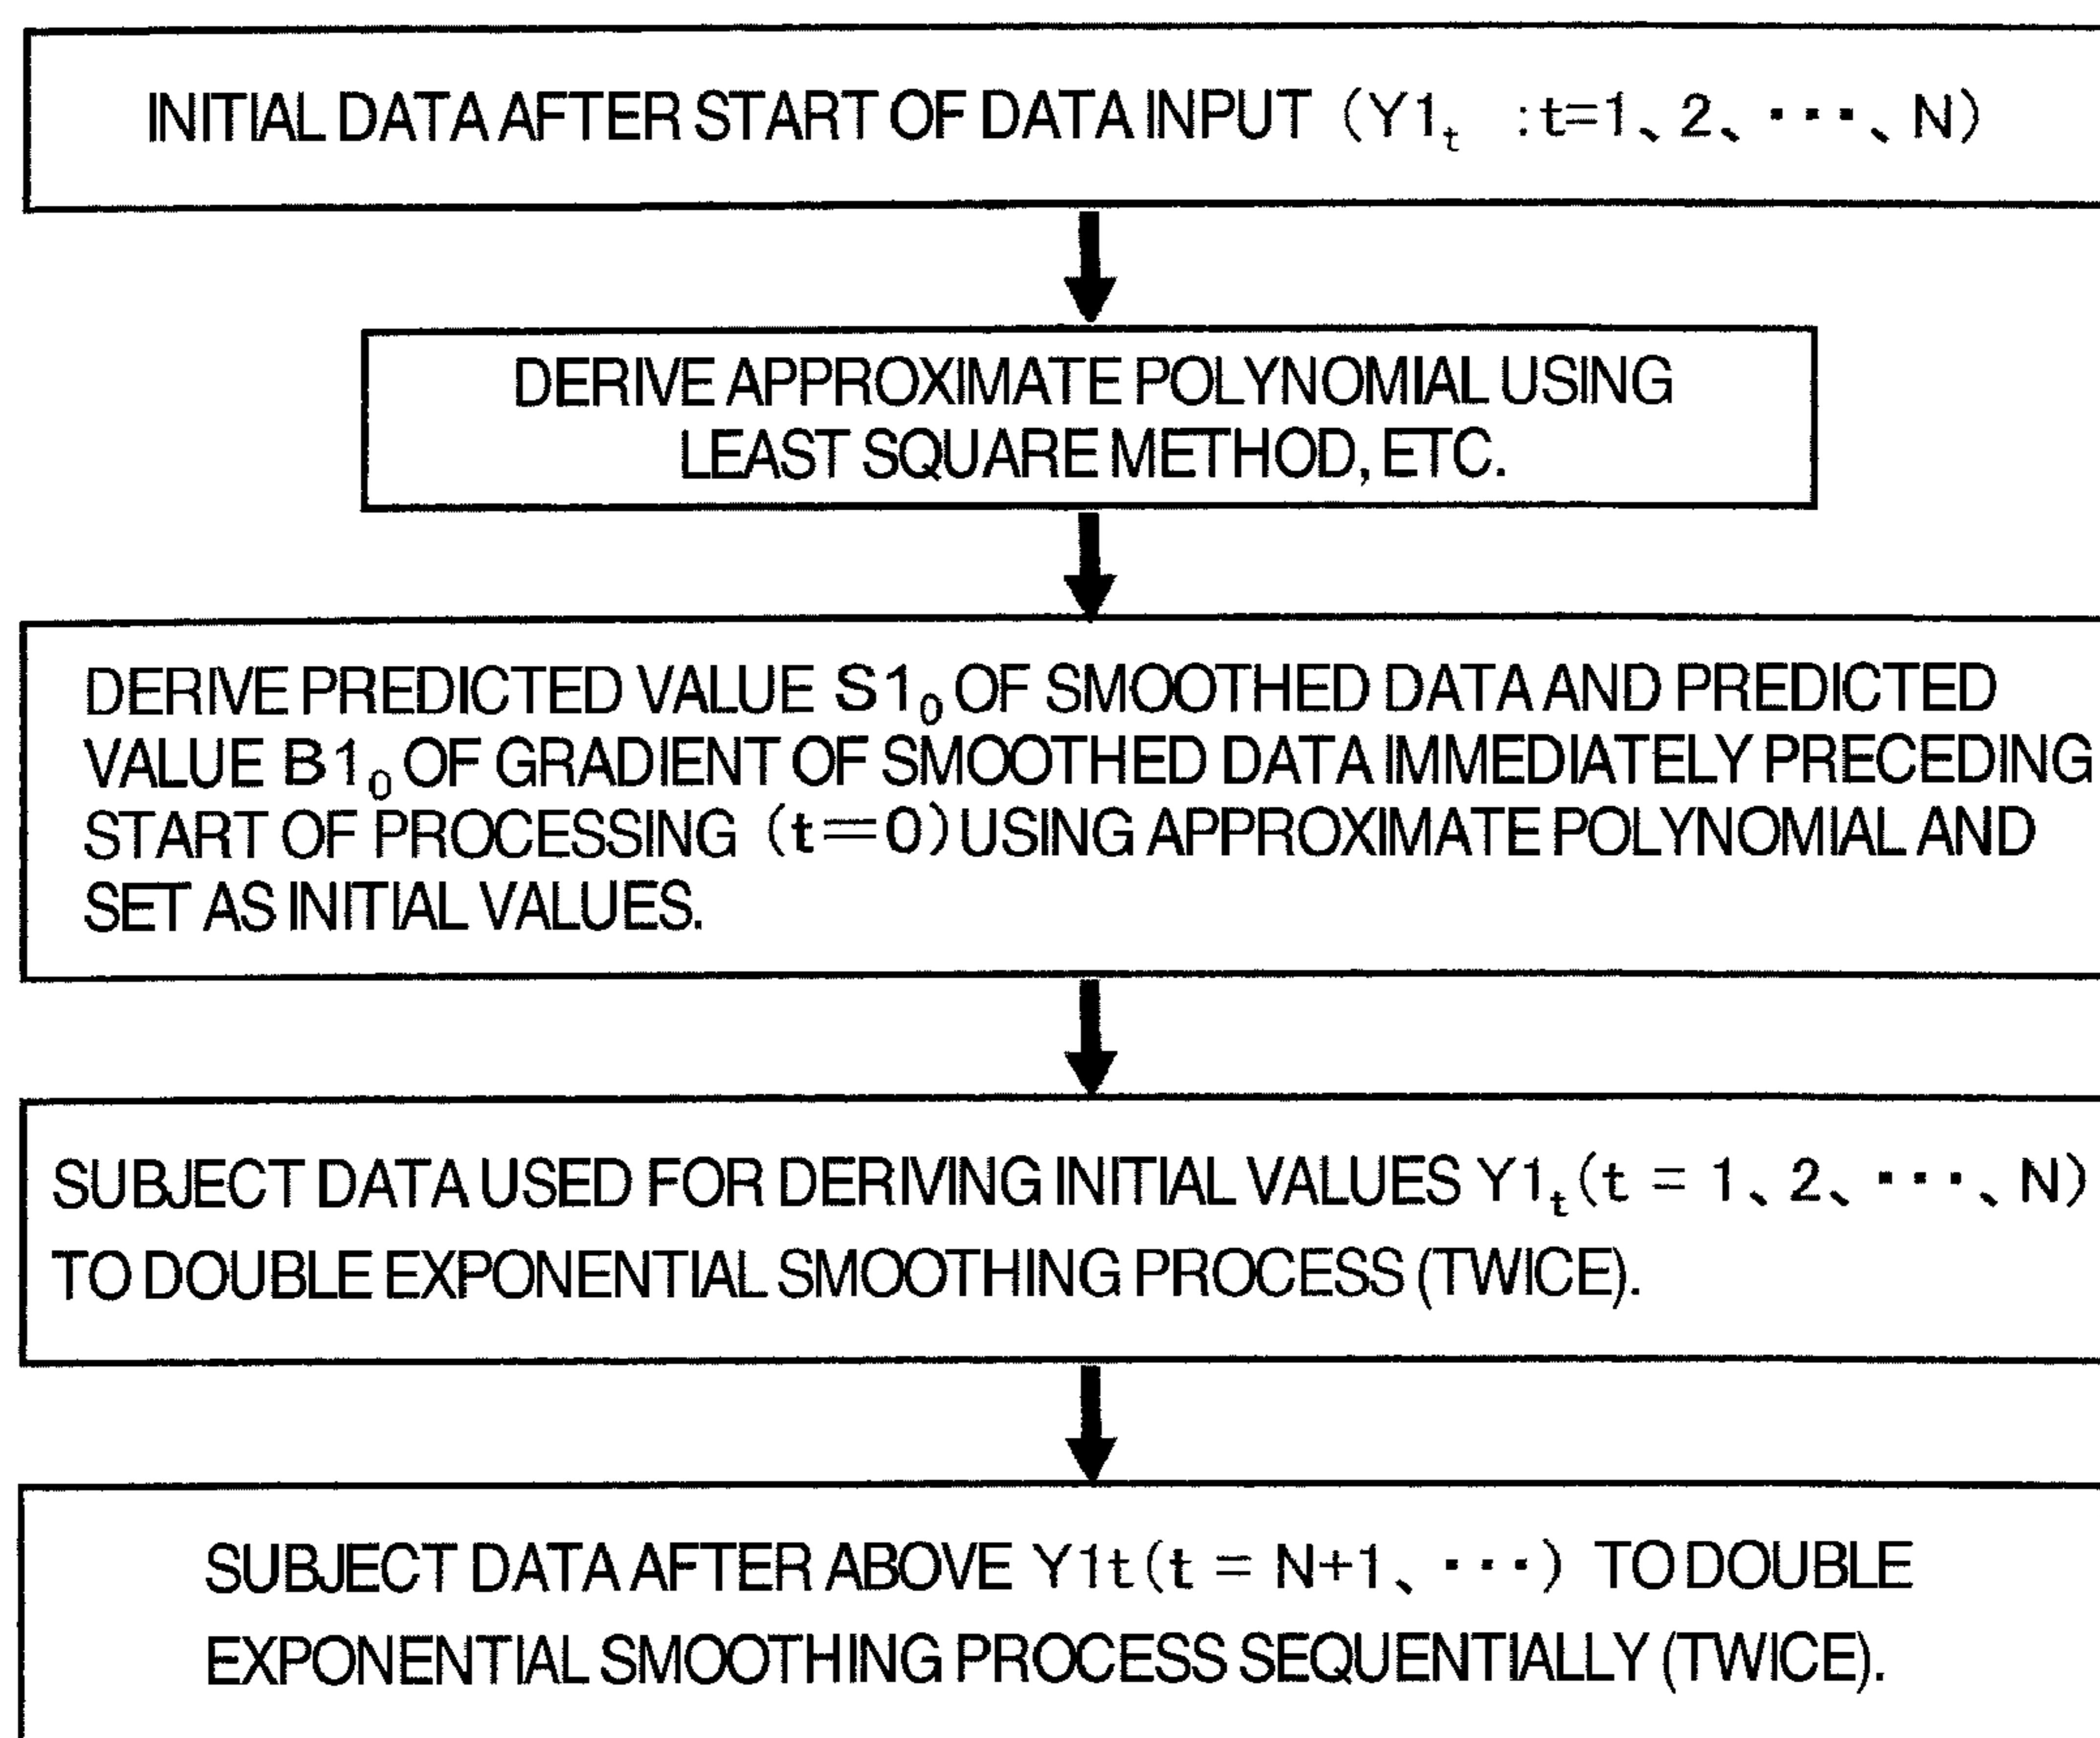 INITIAL DATA AFTER START OF DATA INPUT (Y1ₜ :t=1、2、･･･、N)
DERIVE APPROXIMATE POLYNOMIAL USING
LEAST SQUARE METHOD, ETC.
DERIVE PREDICTED VALUE S1₀ OF SMOOTHED DATA AND PREDICTED
VALUE B1₀ OF GRADIENT OF SMOOTHED DATA IMMEDIATELY PRECEDING
START OF PROCESSING (t=0) USING APPROXIMATE POLYNOMIAL AND
SET AS INITIAL VALUES.
SUBJECT DATA USED FOR DERIVING INITIAL VALUES Y1ₜ(t = 1、2、･･･、N)
TO DOUBLE EXPONENTIAL SMOOTHING PROCESS (TWICE).
SUBJECT DATA AFTER ABOVE Y1t(t = N+1、･･･) TO DOUBLE
EXPONENTIAL SMOOTHING PROCESS SEQUENTIALLY (TWICE).